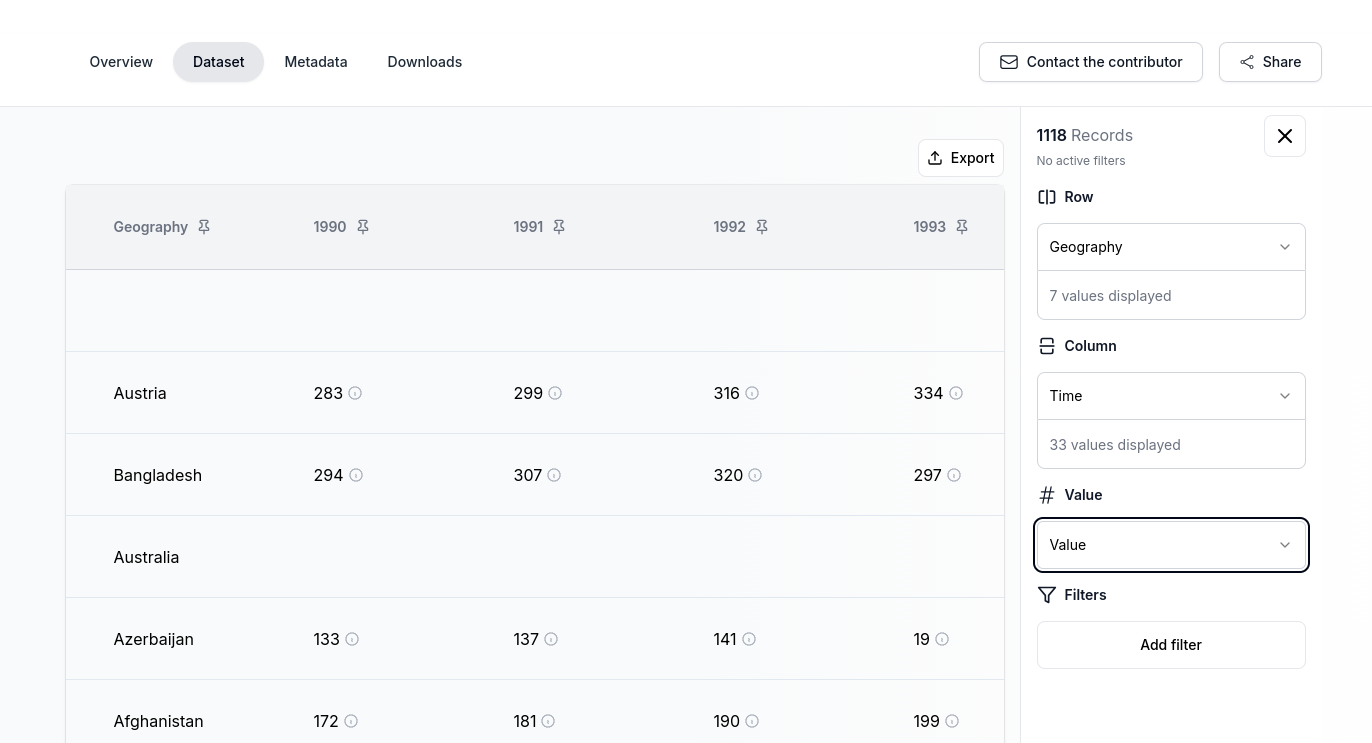 Overview Dataset Metadata Downloads Contact the contributor Share
Export
Geography 1990 1991 1992 1993
Austria 283 299 316 334
Bangladesh 294 307 320 297
Australia
Azerbaijan 133 137 141 19
Afghanistan 172 181 190 199
1118 Records
No active filters
Row
Geography
7 values displayed
Column
Time
33 values displayed
Value
Value
Filters
Add filter